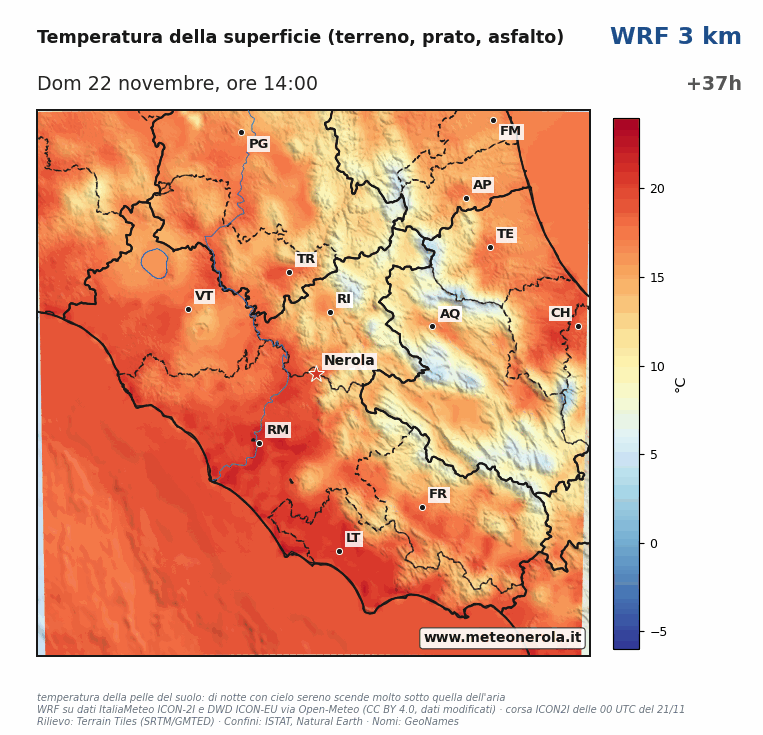 Temperatura della superficie (terreno, prato, asfalto)
WRF 3 km
Dom 22 novembre, ore 14:00
+37h
FM
PG
AP
TE
TR
VT
RI
AQ
CH
Nerola
RM
FR
LT
www.meteonerola.it
20
15
10
5
0
−5
°C
temperatura della pelle del suolo: di notte con cielo sereno scende molto sotto quella dell'aria
WRF su dati ItaliaMeteo ICON-2I e DWD ICON-EU via Open-Meteo (CC BY 4.0, dati modificati) · corsa ICON2I delle 00 UTC del 21/11
Rilievo: Terrain Tiles (SRTM/GMTED) · Confini: ISTAT, Natural Earth · Nomi: GeoNames